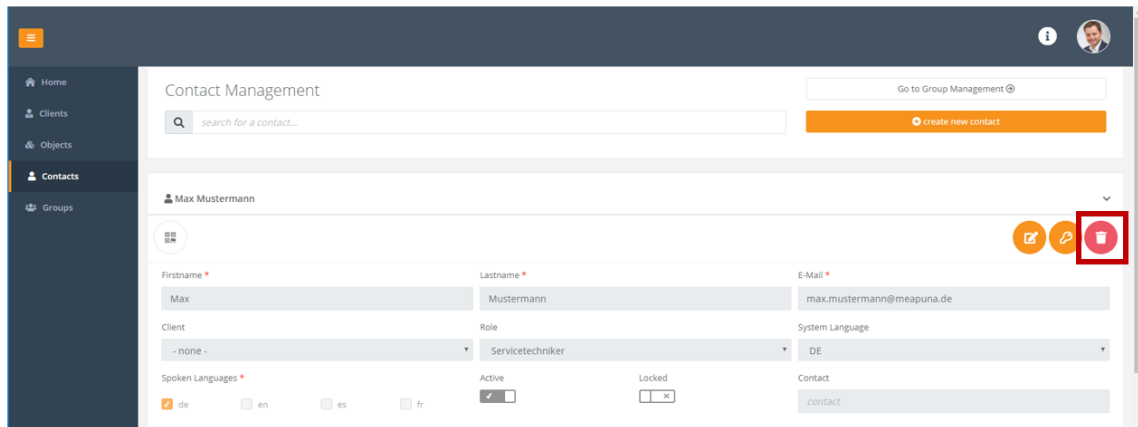 Home
Clients
Objects
Contacts
Groups
Contact Management
Go to Group Management
search for a contact...
create new contact
Max Mustermann
Firstname * Lastname * E-Mail *
Max Mustermann max.mustermann@meapuna.de
Client Role System Language
- none - Servicetechniker DE
Spoken Languages * Active Locked Contact
de en es fr contact